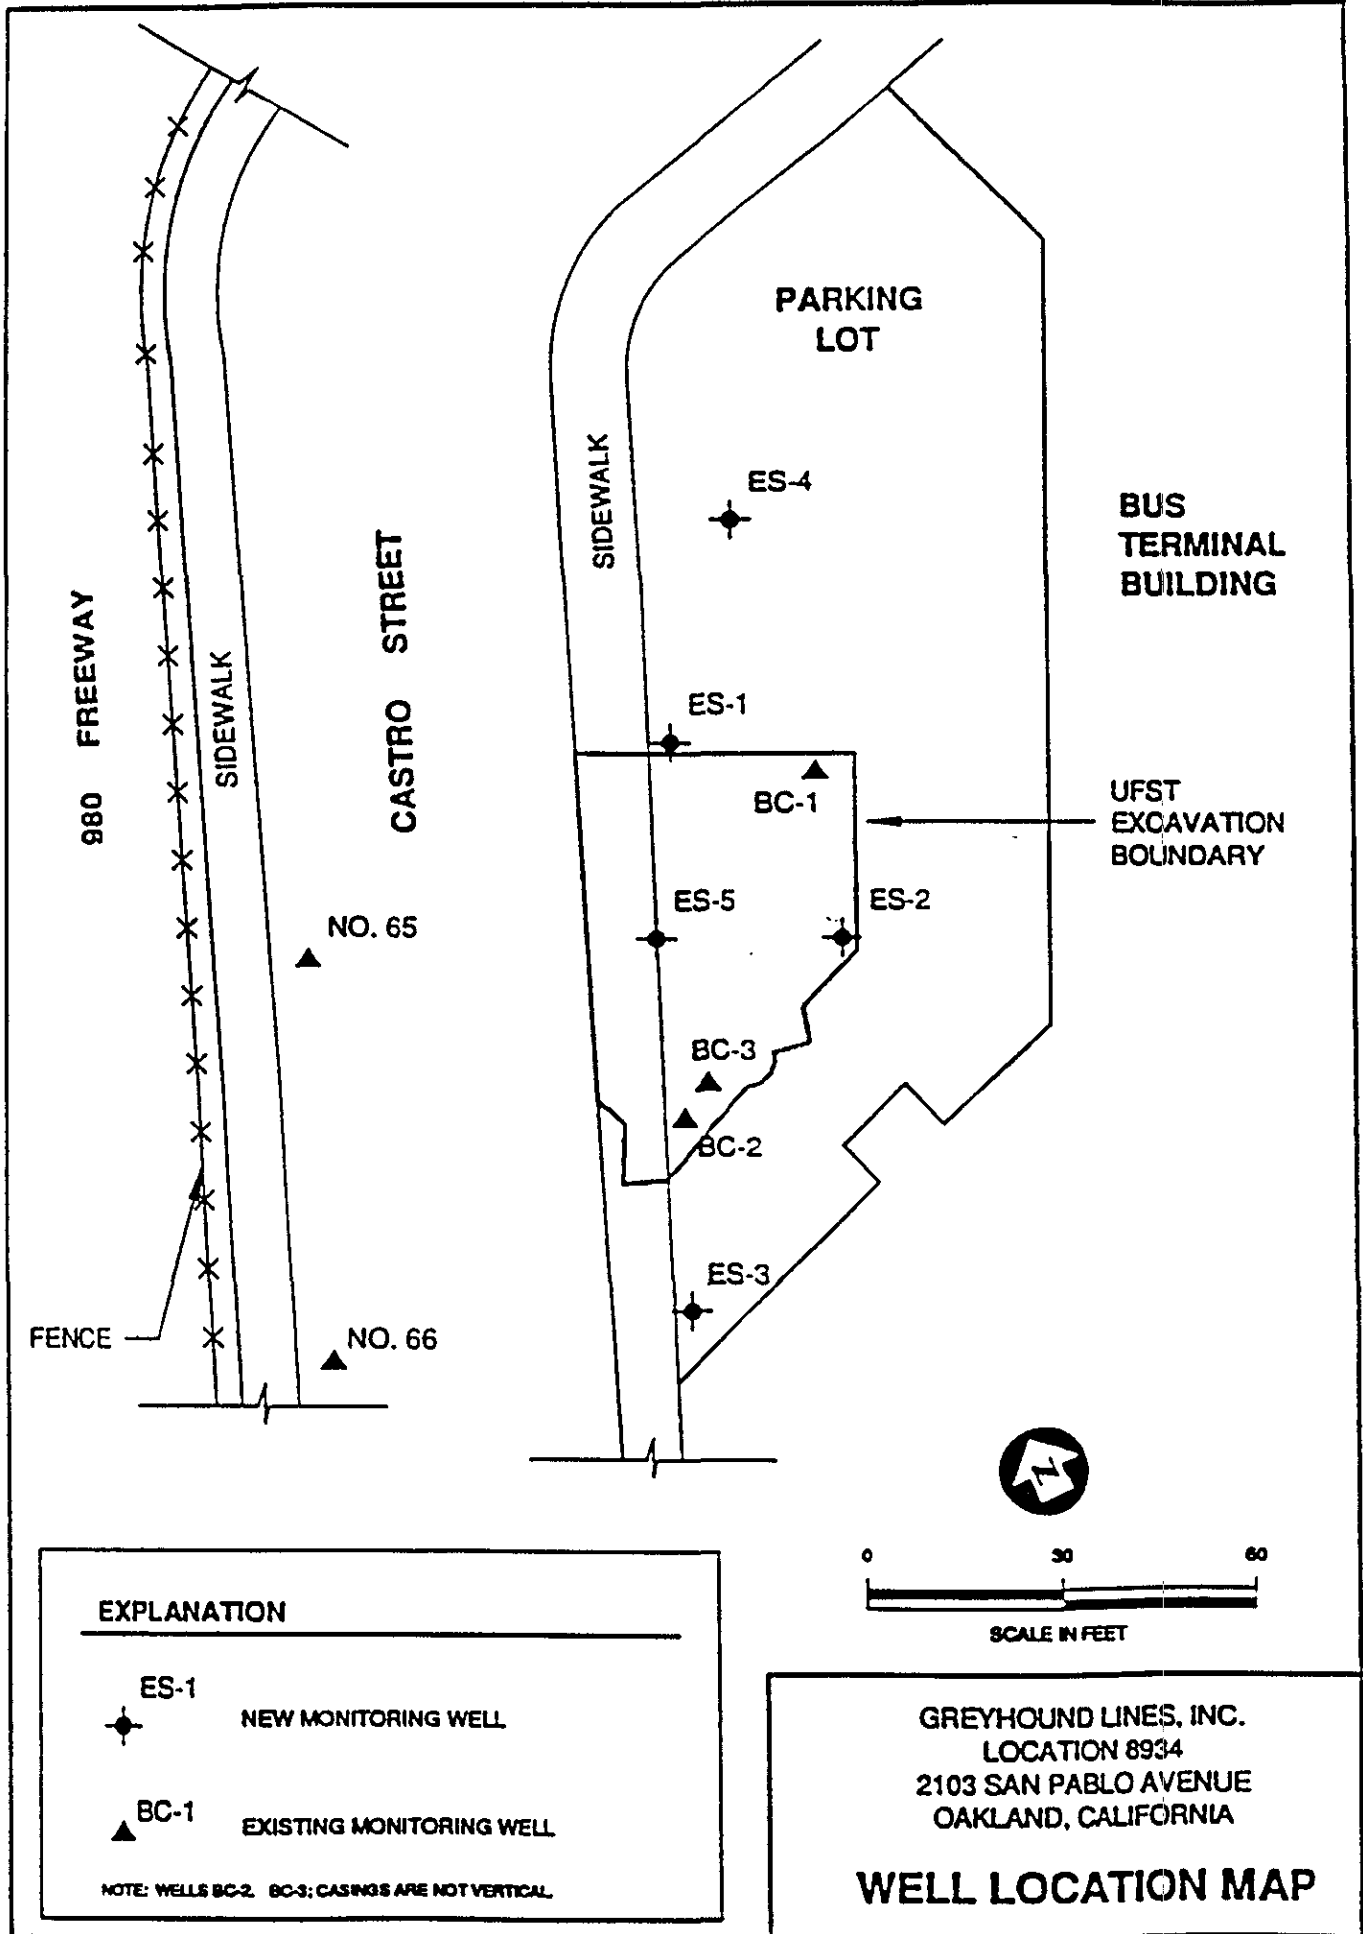 PARKING
LOT
SIDEWALK
ES-4
BUS
TERMINAL
BUILDING
980 FREEWAY
SIDEWALK
CASTRO STREET
ES-1
BC-1
UFST
EXCAVATION
BOUNDARY
ES-5
ES-2
NO. 65
BC-3
BC-2
ES-3
FENCE
NO. 66
N
0 30 60
SCALE IN FEET
EXPLANATION
ES-1
NEW MONITORING WELL
BC-1
EXISTING MONITORING WELL
NOTE: WELLS BC-2, BC-3; CASINGS ARE NOT VERTICAL
GREYHOUND LINES, INC.
LOCATION 8934
2103 SAN PABLO AVENUE
OAKLAND, CALIFORNIA
WELL LOCATION MAP